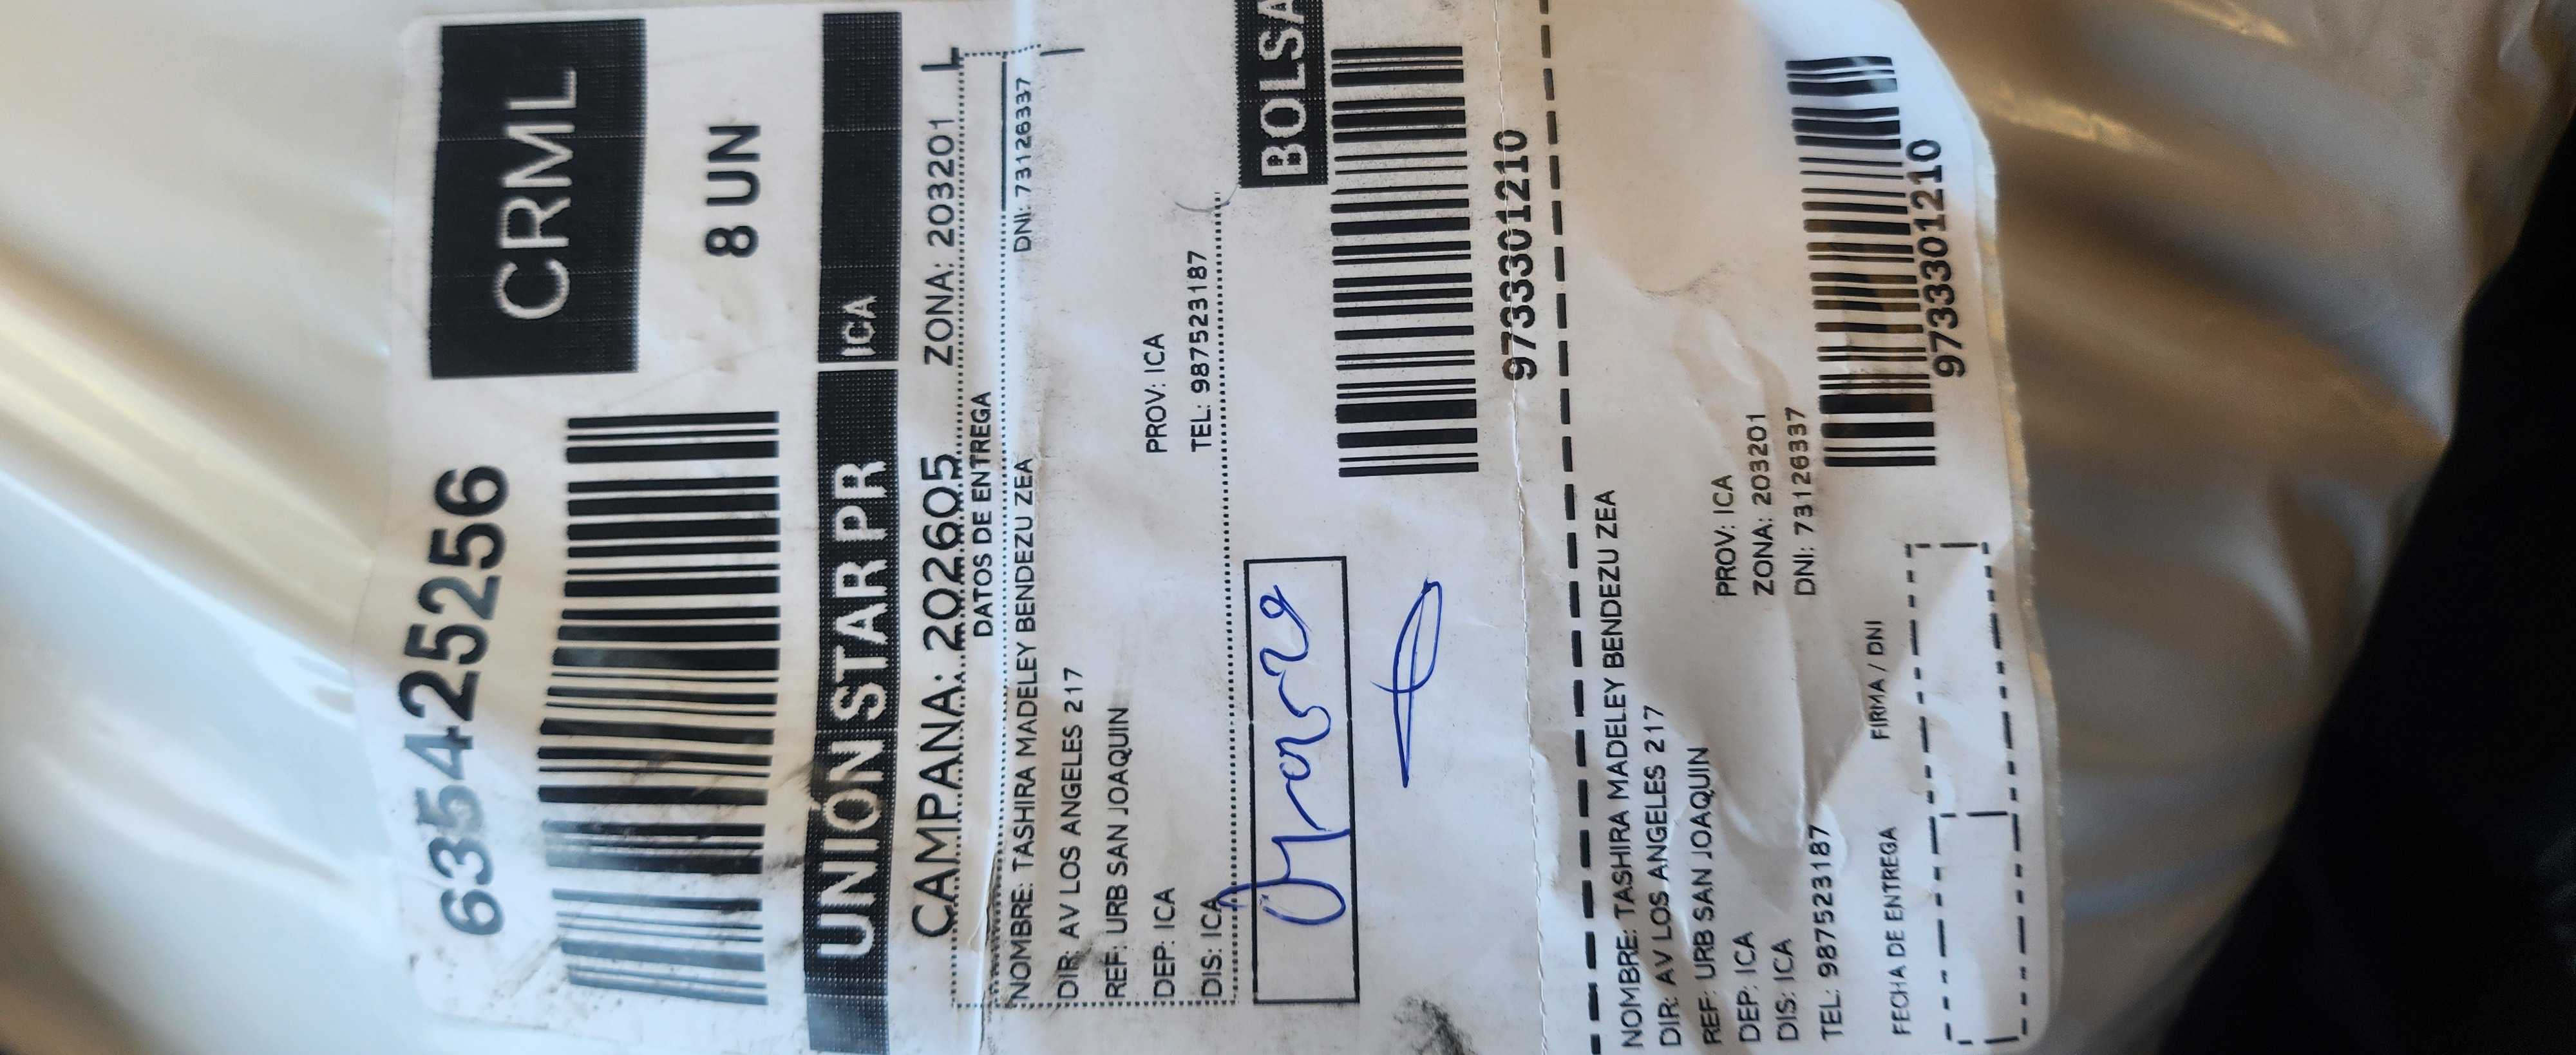 635425256
CRML
8 UN
UNIÓN STAR PR ICA
CAMPANA: 202605 ZONA: 203201 L
DATOS DE ENTREGA
NOMBRE: TASHIRA MADELEY BENDEZU ZEA DNI: 73126337
DIR: AV LOS ANGELES 217
REF: URB SAN JOAQUIN
DEP: ICA PROV: ICA
DIS: ICA TEL: 987523187
BOLSA
9733301210
NOMBRE: TASHIRA MADELEY BENDEZU ZEA
DIR: AV LOS ANGELES 217
REF: URB SAN JOAQUIN
DEP: ICA PROV: ICA
DIS: ICA ZONA: 203201
TEL: 987523187 DNI: 73126337
FECHA DE ENTREGA FIRMA / DNI
9733301210